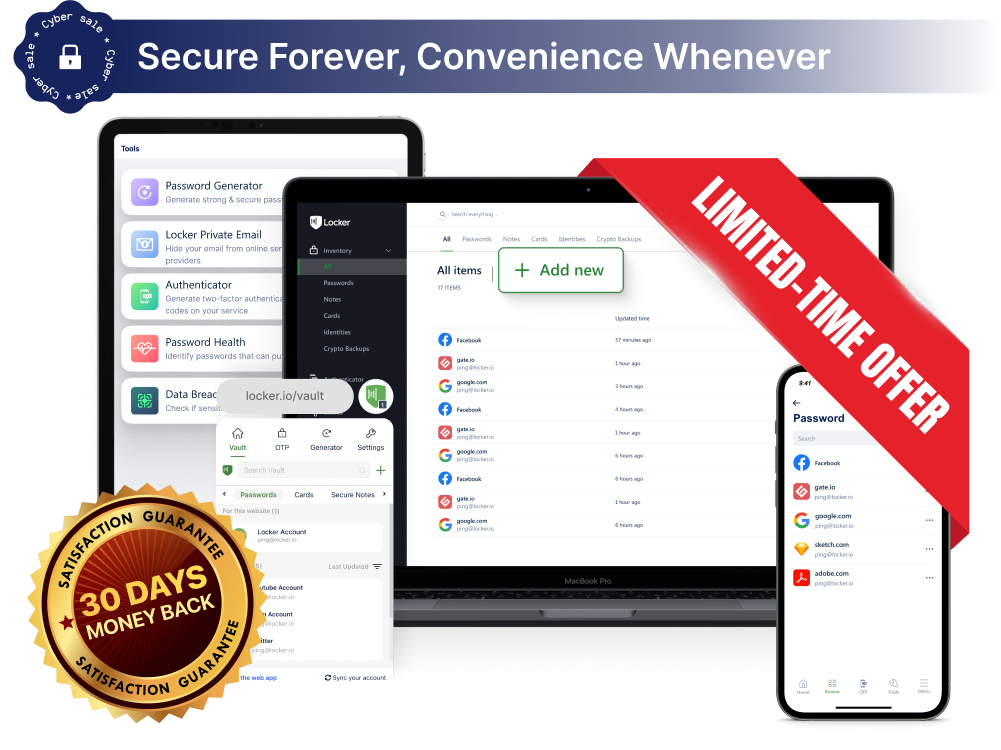 Cyber sale * Cyber sale * Cyber sale *
Secure Forever, Convenience Whenever
Tools
Password Generator
Generate strong & secure pass
Locker Private Email
Hide your email from online ser
providers
Authenticator
Generate two-factor authentica
codes on your service
Password Health
Identify passwords that can pu
Data Breac
Check if sensit
Locker
Inventory
All
Passwords
Notes
Cards
Identities
Crypto Backups
Authenticator
Search everything...
All Passwords Notes Cards Identities Crypto Backups
All items
17 ITEMS
+ Add new
Updated time
Facebook 57 minutes ago
gate.io 1 hour ago
ping@locker.io
google.com 3 hours ago
ping@locker.io
Facebook 4 hours ago
gate.io 1 hour ago
ping@locker.io
google.com 6 hours ago
ping@locker.io
Facebook 6 hours ago
gate.io 1 hour ago
ping@locker.io
google.com 6 hours ago
ping@locker.io
MacBook Pro
LIMITED-TIME OFFER
locker.io/vault
1
Vault OTP Generator Settings
Search Vault
Passwords Cards Secure Notes
For this website (1)
Locker Account
ping@locker.io
5) Last Updated
utube Account
@locker.io
n Account
@locker.io
itter
ping@locker.io
the web app Sync your account
SATISFACTION GUARANTEE
30 DAYS
MONEY BACK
SATISFACTION GUARANTEE
9:41
Password
Search
Facebook
gate.io
ping@locker.io
google.com
ping@locker.io
sketch.com
ping@locker.io
adobe.com
ping@locker.io
Home Browse OTP Tools Menu